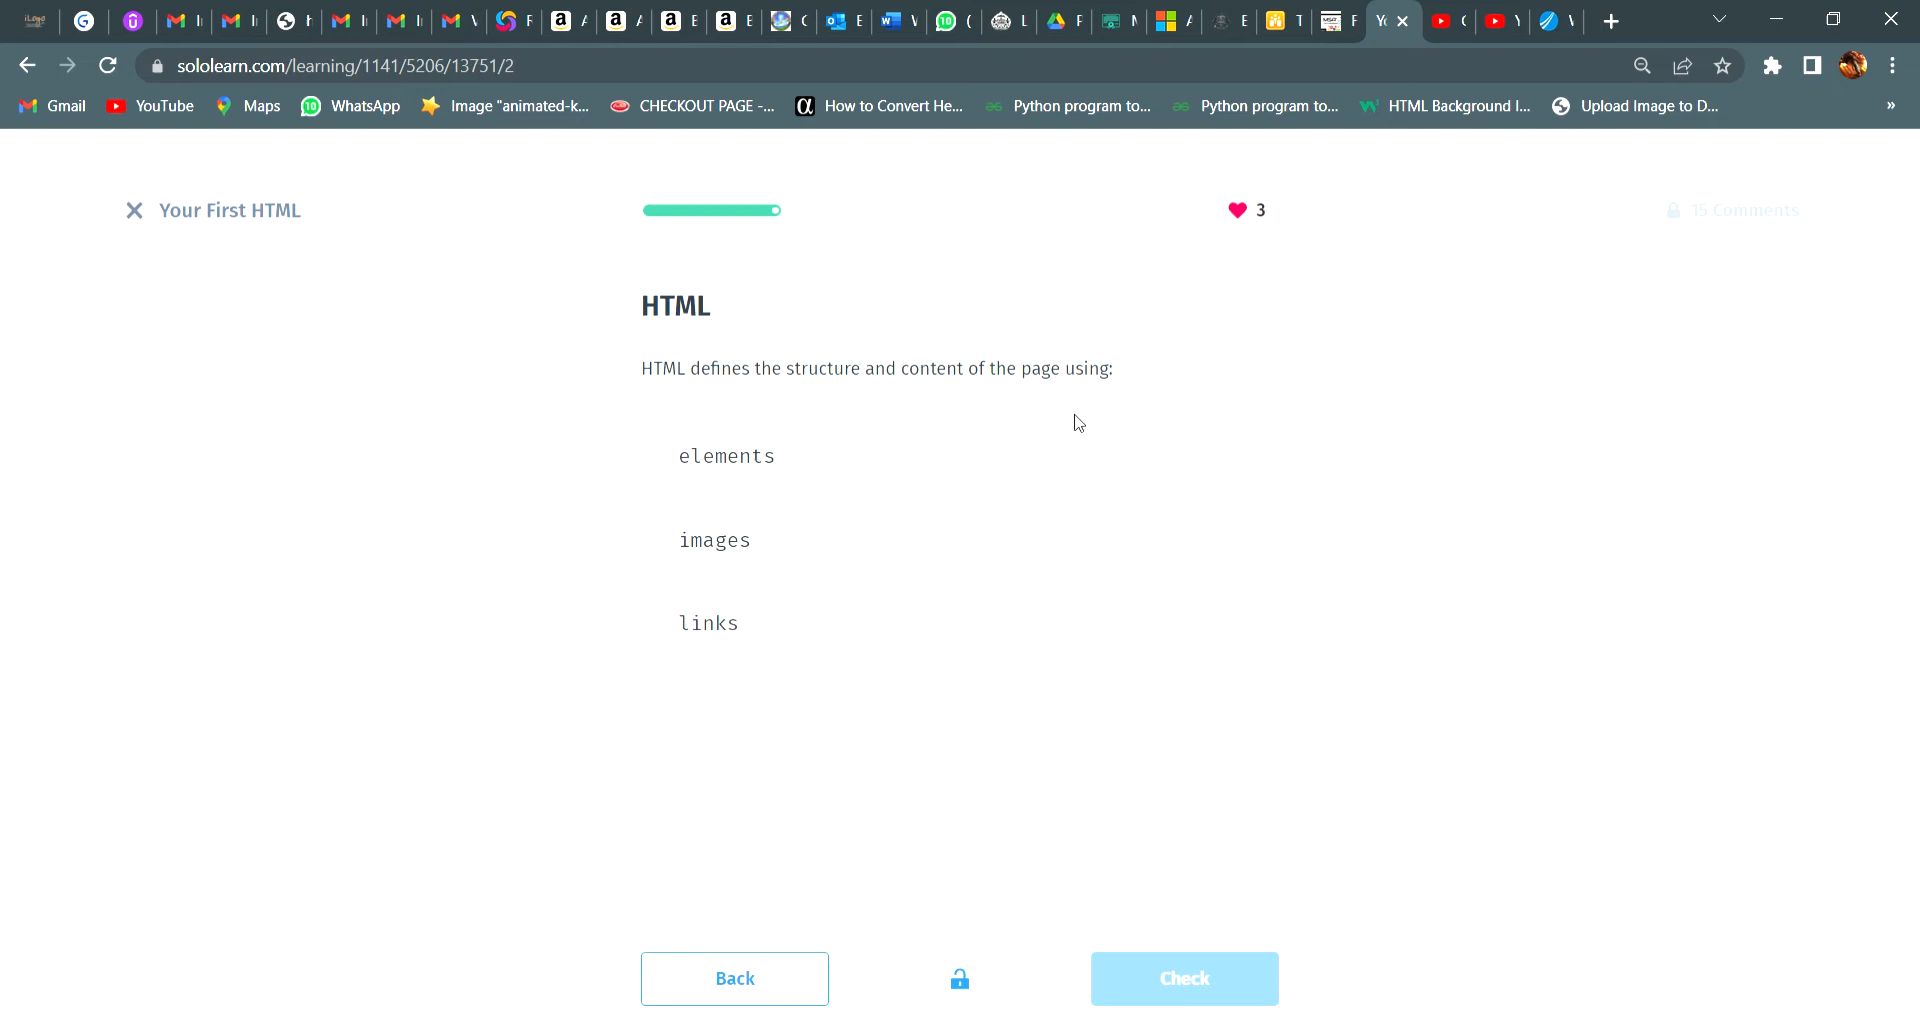 sololearn.com/learning/1141/5206/13751/2
Gmail
YouTube
Maps
WhatsApp
Image "animated-k...
CHECKOUT PAGE -...
How to Convert He...
Python program to...
Python program to...
HTML Background I...
Upload Image to D...
»
Your First HTML
3
15 Comments
HTML
HTML defines the structure and content of the page using:
elements
images
links
Back
Check